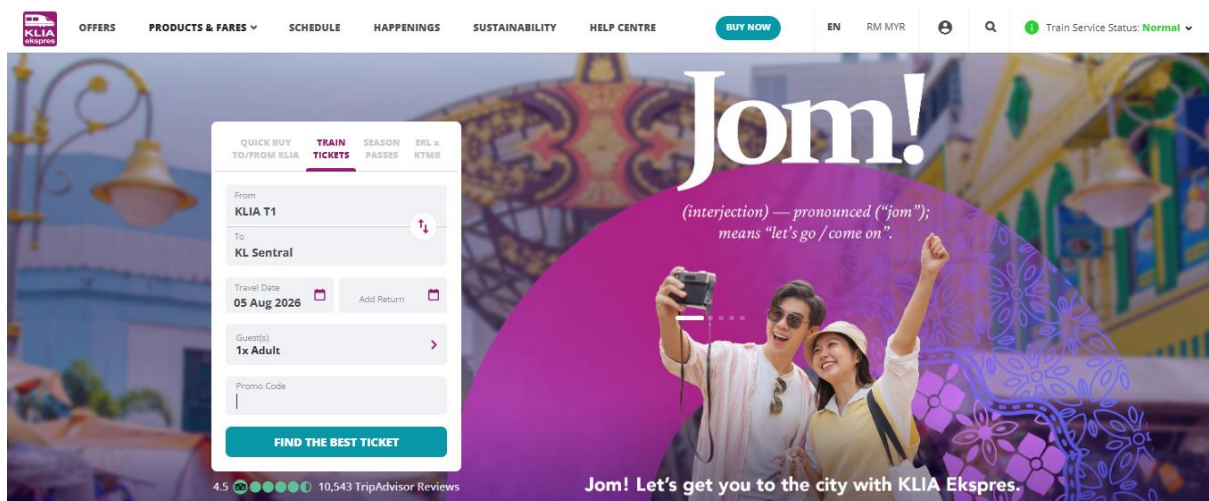 KLIA
ekspres
OFFERS
PRODUCTS & FARES
SCHEDULE
HAPPENINGS
SUSTAINABILITY
HELP CENTRE
BUY NOW
EN
RM MYR
Train Service Status: Normal
QUICK BUY
TO/FROM KLIA
TRAIN
TICKETS
SEASON
PASSES
ERL x
KTMB
From
KLIA T1
To
KL Sentral
Travel Date
05 Aug 2026
Add Return
Guest(s)
1x Adult
Promo Code
FIND THE BEST TICKET
4.5
10,543 TripAdvisor Reviews
Jom!
(interjection) — pronounced (“jom”);
means “let’s go / come on”.
Jom! Let’s get you to the city with KLIA Ekspres.